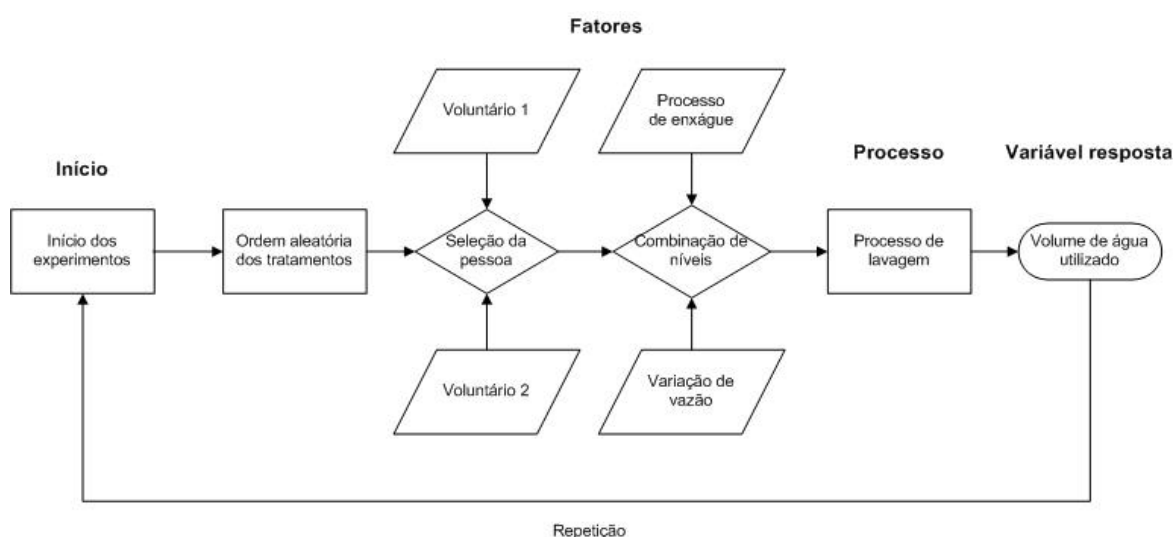 Fatores
Voluntário 1
Processo
de enxágue
Início
Processo
Variável resposta
Início dos
experimentos
Ordem aleatória
dos tratamentos
Seleção da
pessoa
Combinação de
níveis
Processo de
lavagem
Volume de água
utilizado
Voluntário 2
Variação de
vazão
Repetição